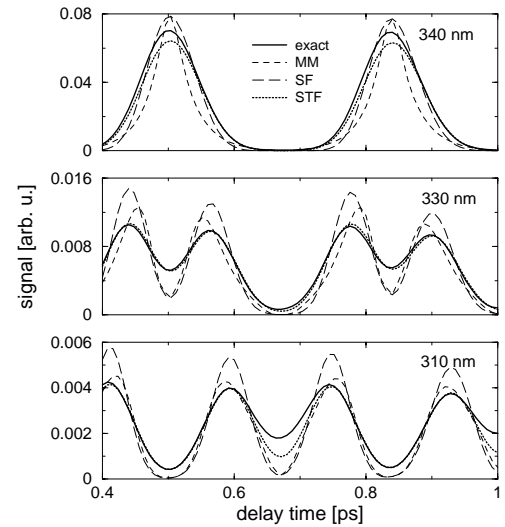 0.08
340 nm
exact
MM
SF
STF
0.04
0
0.016
330 nm
0.008
0
signal [arb. u.]
0.006
310 nm
0.004
0.002
0
0.4
0.6
0.8
1
delay time [ps]